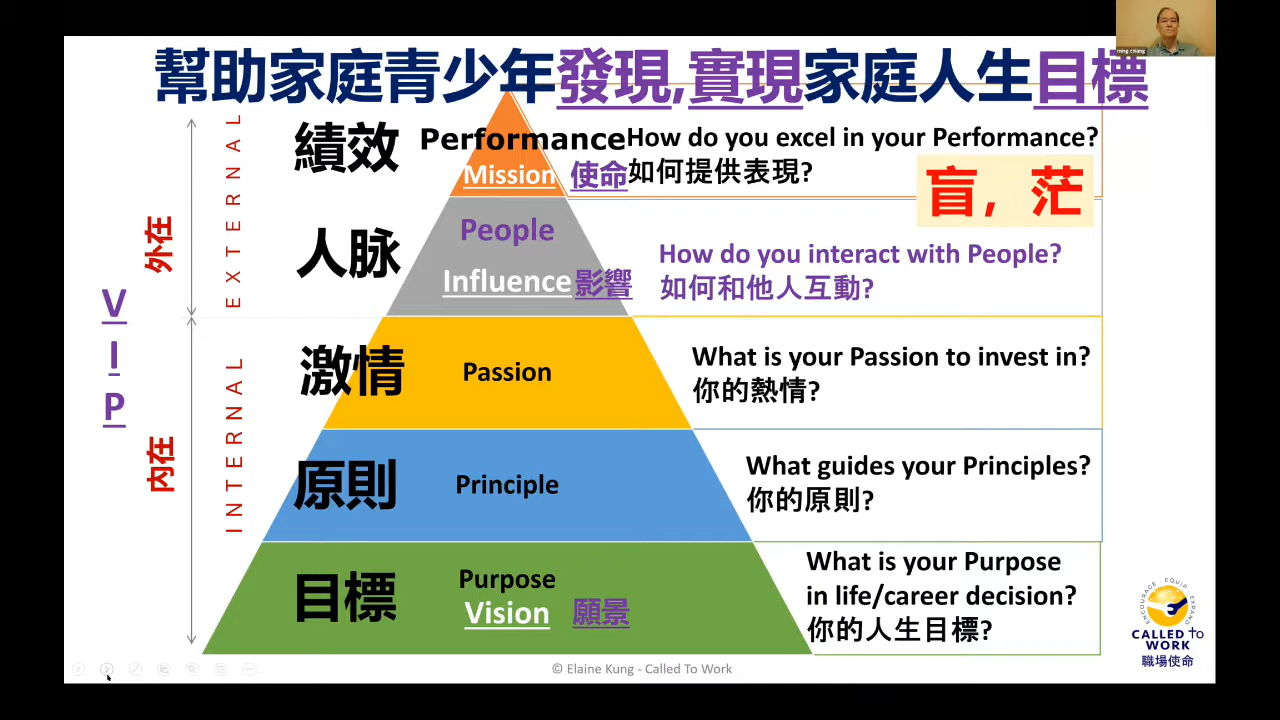 幫助家庭青少年發現,實現家庭人生目標
績效
Performance
Mission 使命
How do you excel in your Performance?
如何提供表現?
盲，茫
人脉
People
Influence 影響
How do you interact with People?
如何和他人互動?
激情
Passion
What is your Passion to invest in?
你的熱情?
原則
Principle
What guides your Principles?
你的原則?
目標
Purpose
Vision 願景
What is your Purpose
in life/career decision?
你的人生目標?
外在
EXTERNAL
內在
INTERNAL
V
I
P
© Elaine Kung - Called To Work
ENCOURAGE EQUIP EXPAND
CALLED to
WORK
職場使命